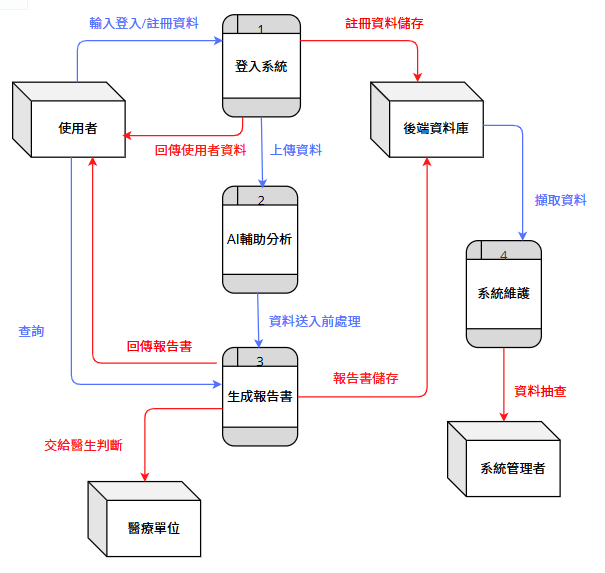 輸入登入/註冊資料
註冊資料儲存
1
登入系統
使用者
後端資料庫
回傳使用者資料
上傳資料
2
擷取資料
AI輔助分析
4
系統維護
資料送入前處理
查詢
回傳報告書
3
報告書儲存
生成報告書
資料抽查
交給醫生判斷
系統管理者
醫療單位